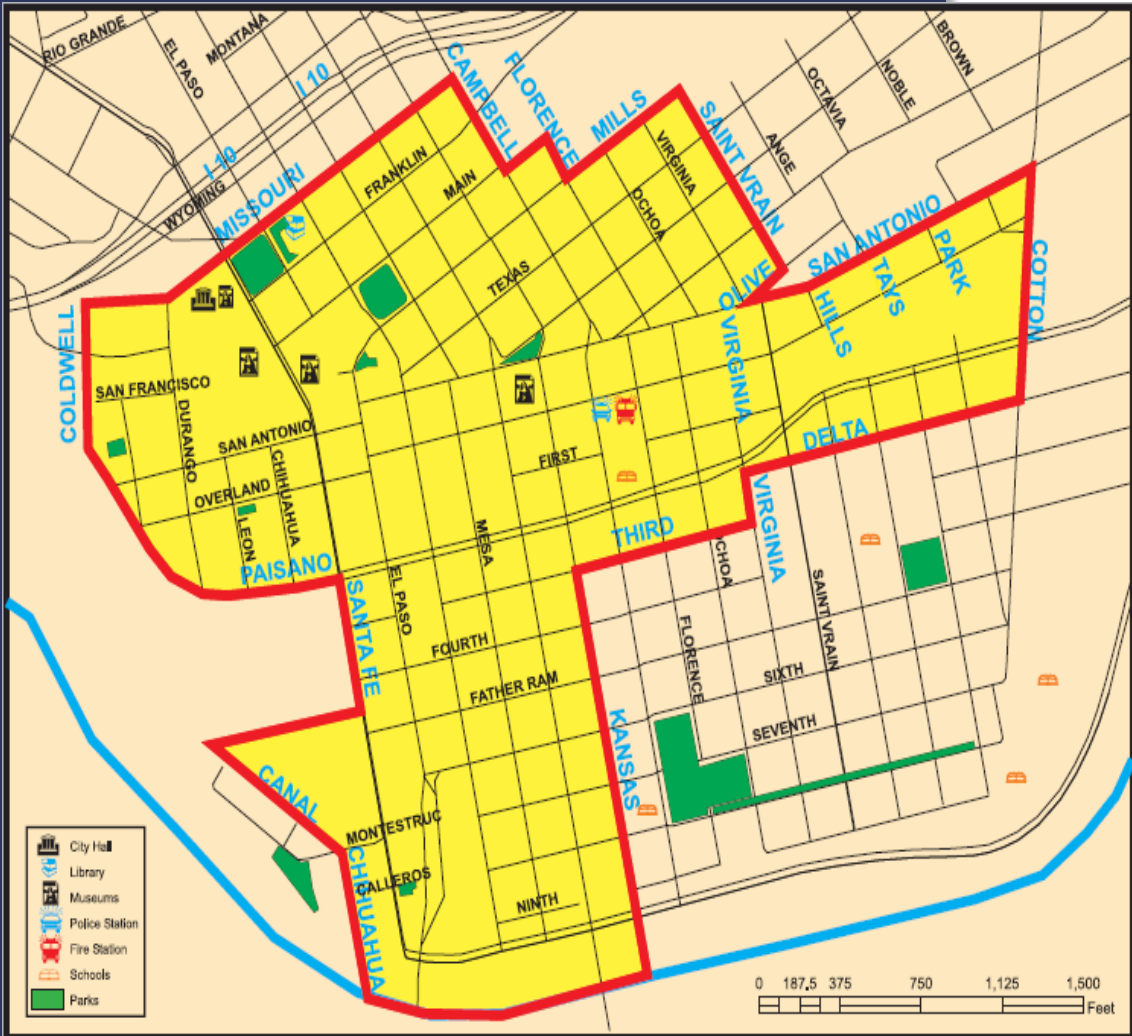 RIO GRANDE
EL PASO
MONTANA
I 10
I 10
WYOMING
MISSOURI
CAMPBELL
FLORENCE
MILLS
SAINT VRAIN
BROWN
NOBLE
OCTAVIA
ANGE
FRANKLIN
MAIN
VIRGINIA
OCHOA
TEXAS
OLIVE
SAN ANTONIO
PARK
TAYS
HILLS
COTTON
VIRGINIA
COLDWELL
SAN FRANCISCO
DURANGO
SAN ANTONIO
CHIHUAHUA
OVERLAND
LEON
PAISANO
FIRST
MESA
THIRD
DELTA
VIRGINIA
OCHOA
SANTA FE
EL PASO
FOURTH
FATHER RAM
FLORENCE
SAINT VRAIN
SIXTH
SEVENTH
KANSAS
CANAL
MONTESTRUC
CALLEROS
CHIHUAHUA
NINTH
City Hall
Library
Museums
Police Station
Fire Station
Schools
Parks
0 187.5 375 750 1,125 1,500
Feet